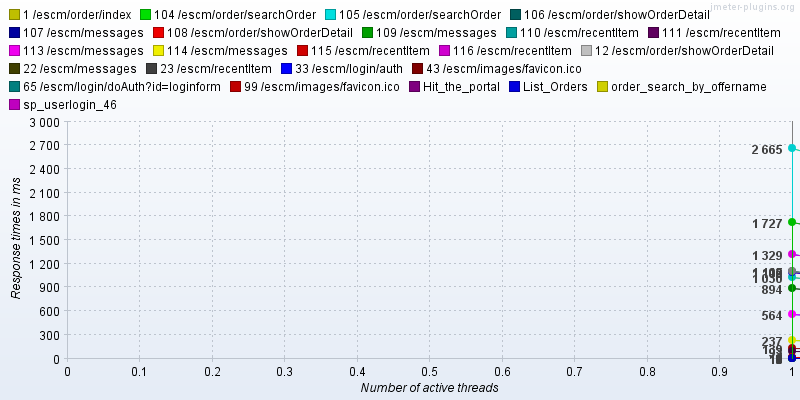 jmeter-plugins.org
1 /escm/order/index 104 /escm/order/searchOrder 105 /escm/order/searchOrder 106 /escm/order/showOrderDetail
107 /escm/messages 108 /escm/order/showOrderDetail 109 /escm/messages 110 /escm/recentItem 111 /escm/recentItem
113 /escm/messages 114 /escm/messages 115 /escm/recentItem 116 /escm/recentItem 12 /escm/order/showOrderDetail
22 /escm/messages 23 /escm/recentItem 33 /escm/login/auth 43 /escm/images/favicon.ico
65 /escm/login/doAuth?id=loginform 99 /escm/images/favicon.ico Hit_the_portal List_Orders order_search_by_offername
sp_userlogin_46
3 000
2 700
2 400
2 100
1 800
1 500
1 200
900
600
300
0
Response times in ms
2 665
1 727
1 329
894
564
237
0 0.1 0.2 0.3 0.4 0.5 0.6 0.7 0.8 0.9 1
Number of active threads